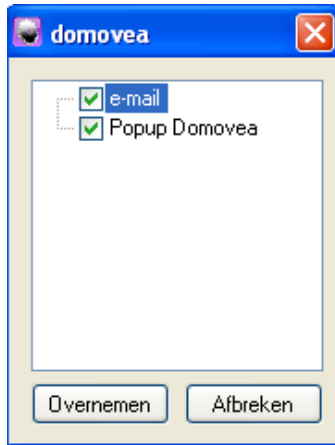 domovea
e-mail
Popup Domovea
Overnemen
Afbreken